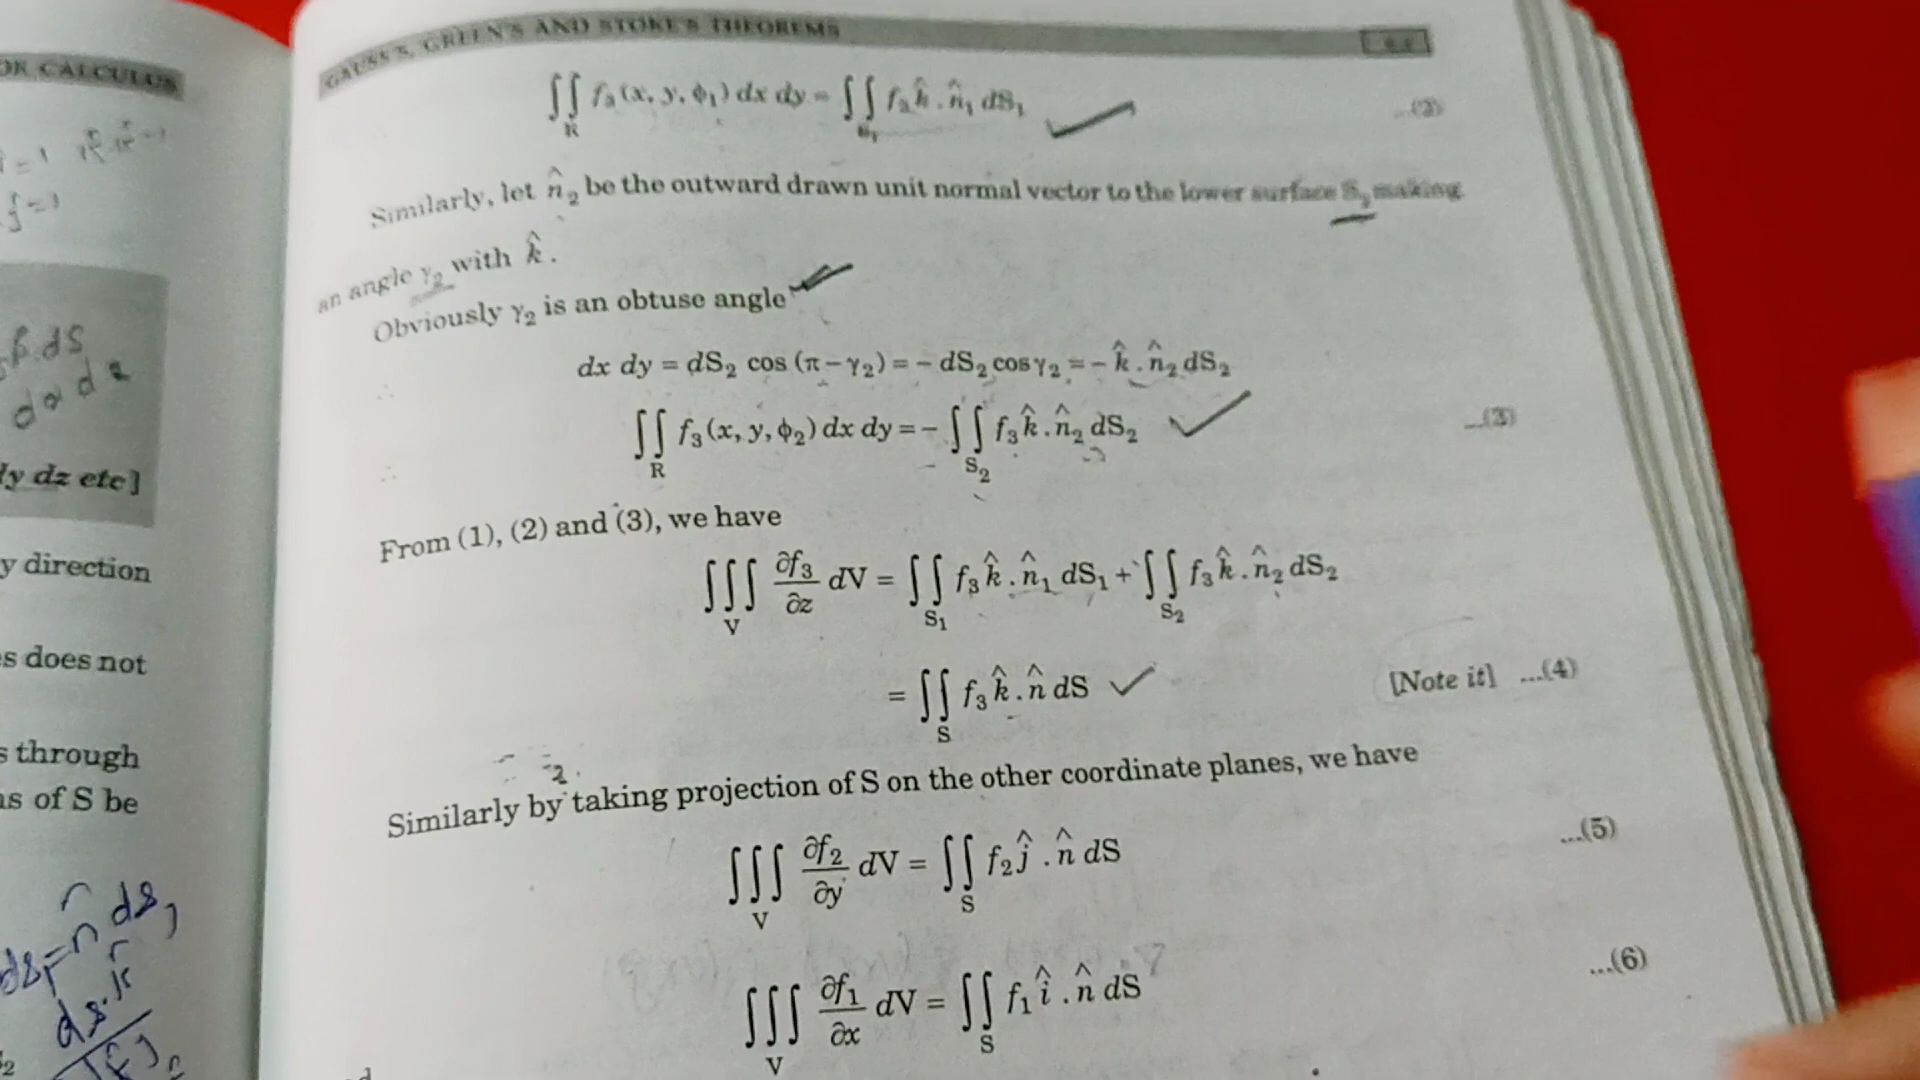 OR CALCULUS
dy dz etc]
y direction
es does not
s through
ns of S be
GAUSS'S, GREEN'S AND STOKE'S THEOREMS
∬_R f₃(x, y, ϕ₁) dx dy = ∬_S₁ f₃ k̂ . n̂₁ dS₁ ...(2)
Similarly, let n̂₂ be the outward drawn unit normal vector to the lower surface S₂ making
an angle γ₂ with k̂.
Obviously γ₂ is an obtuse angle
∴ dx dy = dS₂ cos (π – γ₂) = – dS₂ cos γ₂ = – k̂ . n̂₂ dS₂
∴ ∬_R f₃(x, y, ϕ₂) dx dy = – ∬_S₂ f₃ k̂ . n̂₂ dS₂ ...(3)
From (1), (2) and (3), we have
∭_V ∂f₃/∂z dV = ∬_S₁ f₃ k̂ . n̂₁ dS₁ + ∬_S₂ f₃ k̂ . n̂₂ dS₂
= ∬_S f₃ k̂ . n̂ dS [Note it] ...(4)
Similarly by taking projection of S on the other coordinate planes, we have
∭_V ∂f₂/∂y dV = ∬_S f₂ ĵ . n̂ dS ...(5)
∭_V ∂f₁/∂x dV = ∬_S f₁ î . n̂ dS ...(6)